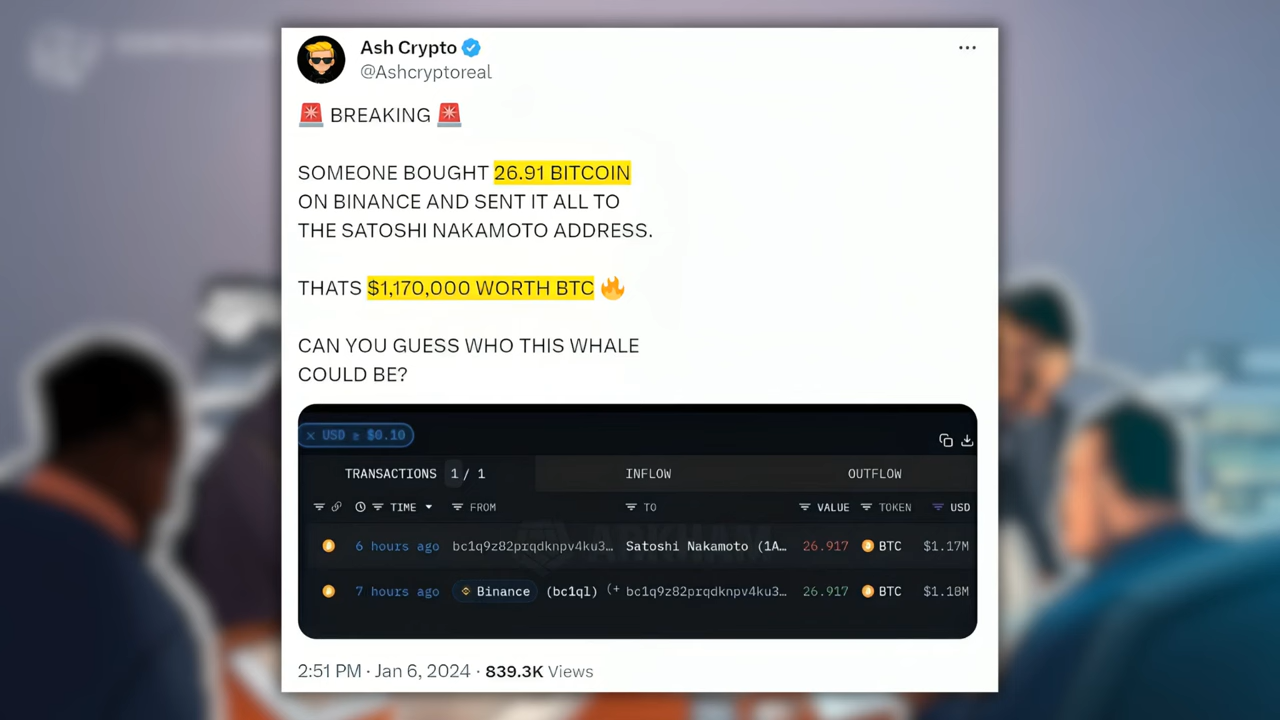 Ash Crypto
@Ashcryptoreal
🚨 BREAKING 🚨
SOMEONE BOUGHT 26.91 BITCOIN
ON BINANCE AND SENT IT ALL TO
THE SATOSHI NAKAMOTO ADDRESS.
THATS $1,170,000 WORTH BTC 🔥
CAN YOU GUESS WHO THIS WHALE
COULD BE?
× USD ≥ $0.10
TRANSACTIONS 1 / 1 INFLOW OUTFLOW
TIME FROM TO VALUE TOKEN USD
6 hours ago bc1q9z82prqdknpv4ku3… Satoshi Nakamoto (1A… 26.917 BTC $1.17M
7 hours ago Binance (bc1ql) (+ bc1q9z82prqdknpv4ku3… 26.917 BTC $1.18M
ARKHAM
2:51 PM · Jan 6, 2024 · 839.3K Views